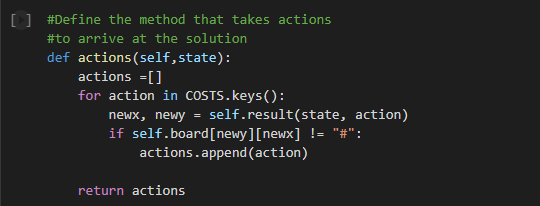 #Define the method that takes actions
#to arrive at the solution
def actions(self,state):
    actions =[]
    for action in COSTS.keys():
        newx, newy = self.result(state, action)
        if self.board[newy][newx] != "#":
            actions.append(action)

    return actions